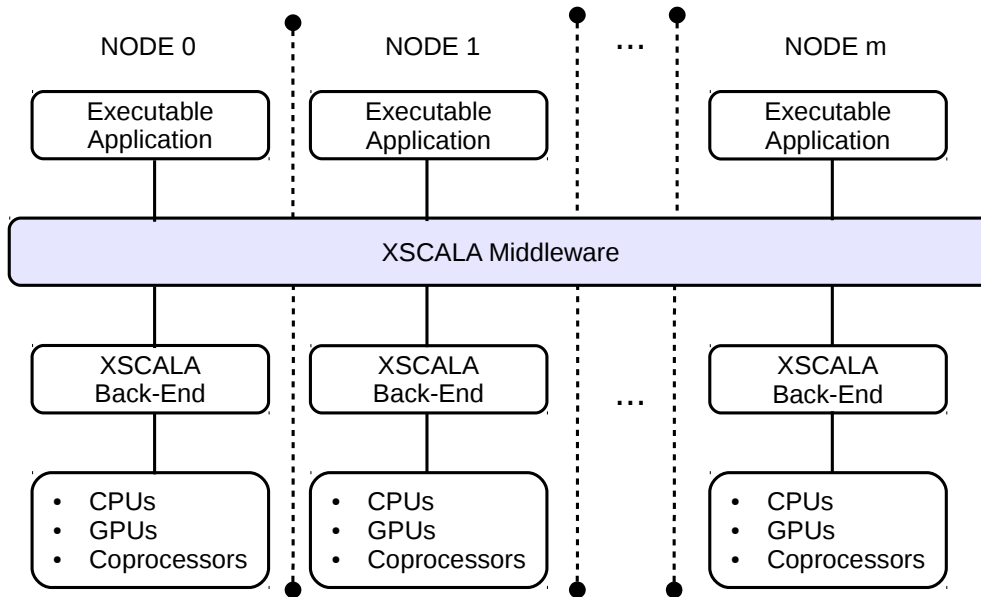 NODE 0
NODE 1
...
NODE m
Executable
Application
Executable
Application
Executable
Application
XSCALA Middleware
XSCALA
Back-End
XSCALA
Back-End
...
XSCALA
Back-End
• CPUs
• GPUs
• Coprocessors
• CPUs
• GPUs
• Coprocessors
• CPUs
• GPUs
• Coprocessors